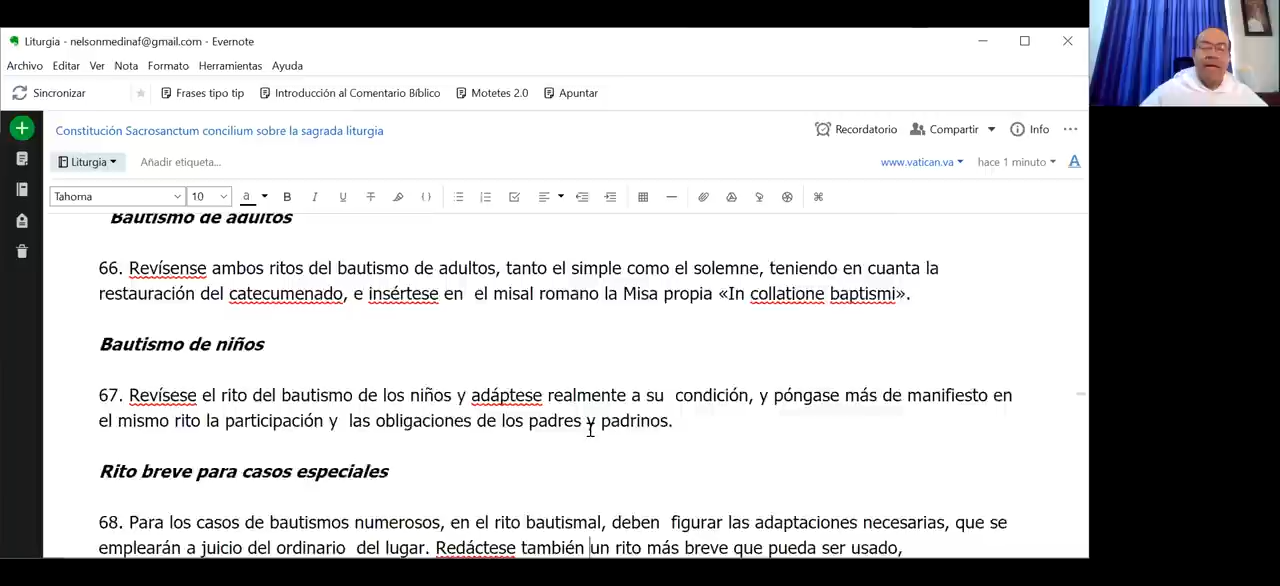 Liturgia - nelsonmedinaf@gmail.com - Evernote
Archivo Editar Ver Nota Formato Herramientas Ayuda
Sincronizar Frases tipo tip Introducción al Comentario Bíblico Motetes 2.0 Apuntar
Constitución Sacrosanctum concilium sobre la sagrada liturgia Recordatorio Compartir Info
Liturgia Añadir etiqueta... www.vatican.va hace 1 minuto
Tahoma 10
Bautismo de adultos
66. Revísense ambos ritos del bautismo de adultos, tanto el simple como el solemne, teniendo en cuanta la
restauración del catecumenado, e insértese en el misal romano la Misa propia «In collatione baptismi».
Bautismo de niños
67. Revísese el rito del bautismo de los niños y adáptese realmente a su condición, y póngase más de manifiesto en
el mismo rito la participación y las obligaciones de los padres y padrinos.
Rito breve para casos especiales
68. Para los casos de bautismos numerosos, en el rito bautismal, deben figurar las adaptaciones necesarias, que se
emplearán a juicio del ordinario del lugar. Redáctese también un rito más breve que pueda ser usado,